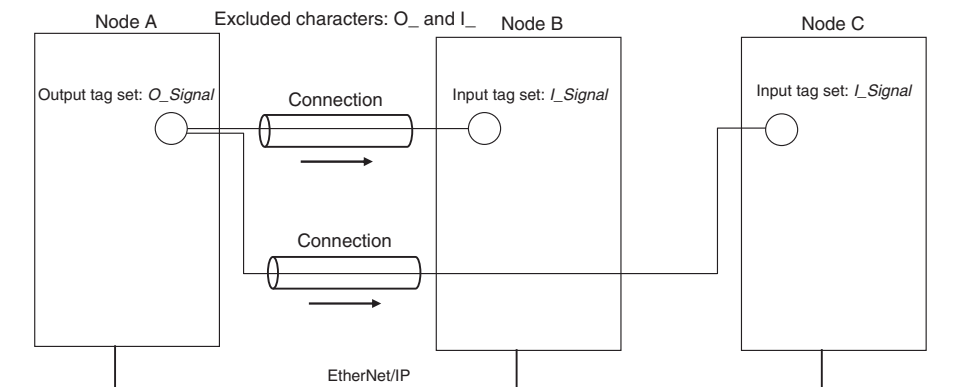 Node A
Excluded characters: O_ and I_
Node B
Node C
Output tag set: O_Signal
Connection
Input tag set: I_Signal
Input tag set: I_Signal
Connection
EtherNet/IP